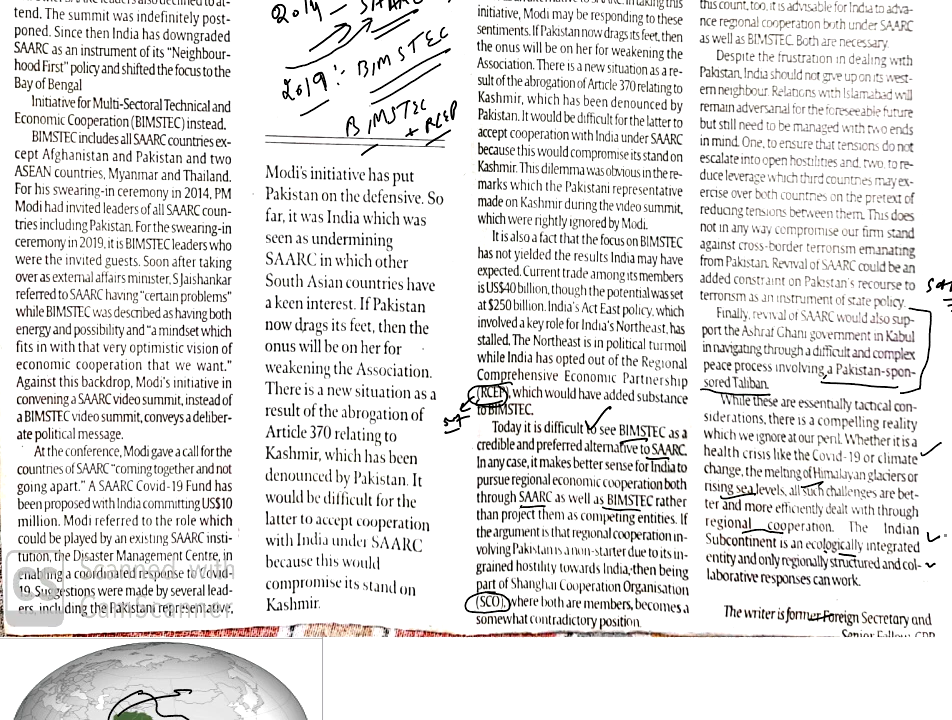 tend. The summit was indefinitely post-
poned. Since then India has downgraded
SAARC as an instrument of its "Neighbour-
hood First" policy and shifted the focus to the
Bay of Bengal
Initiative for Multi-Sectoral Technical and
Economic Cooperation (BIMSTEC) instead.
BIMSTEC includes all SAARC countries ex-
cept Afghanistan and Pakistan and two
ASEAN countries, Myanmar and Thailand.
For his swearing-in ceremony in 2014, PM
Modi had invited leaders of all SAARC coun-
tries including Pakistan. For the swearing-in
ceremony in 2019, it is BIMSTEC leaders who
were the invited guests. Soon after taking
over as external affairs minister, S Jaishankar
referred to SAARC having "certain problems"
while BIMSTEC was described as having both
energy and possibility and "a mindset which
fits in with that very optimistic vision of
economic cooperation that we want."
Against this backdrop, Modi's initiative in
convening a SAARC video summit, instead of
a BIMSTEC video summit, conveys a deliber-
ate political message.
At the conference, Modi gave a call for the
countries of SAARC "coming together and not
going apart." A SAARC Covid-19 Fund has
been proposed with India committing US$10
million. Modi referred to the role which
could be played by an existing SAARC insti-
tution, the Disaster Management Centre, in
enabling a coordinated response to Covid-
19. Suggestions were made by several lead-
ers, including the Pakistani representative,
CS Scanned with
CamScanner
2014 - SAARC
2019: BIMSTEC
BIMSTEC
+ RCEP
Modi's initiative has put
Pakistan on the defensive. So
far, it was India which was
seen as undermining
SAARC in which other
South Asian countries have
a keen interest. If Pakistan
now drags its feet, then the
onus will be on her for
weakening the Association.
There is a new situation as a
result of the abrogation of
Article 370 relating to
Kashmir, which has been
denounced by Pakistan. It
would be difficult for the
latter to accept cooperation
with India under SAARC
because this would
compromise its stand on
Kashmir.
initiative, Modi may be responding to these
sentiments. If Pakistan now drags its feet, then
the onus will be on her for weakening the
Association. There is a new situation as a re-
sult of the abrogation of Article 370 relating to
Kashmir, which has been denounced by
Pakistan. It would be difficult for the latter to
accept cooperation with India under SAARC
because this would compromise its stand on
Kashmir. This dilemma was obvious in the re-
marks which the Pakistani representative
made on Kashmir during the video summit,
which were rightly ignored by Modi.
It is also a fact that the focus on BIMSTEC
has not yielded the results India may have
expected. Current trade among its members
is US$40 billion, though the potential was set
at $250 billion. India's Act East policy, which
involved a key role for India's Northeast, has
stalled. The Northeast is in political turmoil
while India has opted out of the Regional
Comprehensive Economic Partnership
(RCEP), which would have added substance
to BIMSTEC.
Today it is difficult to see BIMSTEC as a
credible and preferred alternative to SAARC.
In any case, it makes better sense for India to
pursue regional economic cooperation both
through SAARC as well as BIMSTEC rather
than project them as competing entities. If
the argument is that regional cooperation in-
volving Pakistan is a non-starter due to its in-
grained hostility towards India, then being
part of Shanghai Cooperation Organisation
(SCO), where both are members, becomes a
somewhat contradictory position.
this count, too, it is advisable for India to adva-
nce regional cooperation both under SAARC
as well as BIMSTEC. Both are necessary.
Despite the frustration in dealing with
Pakistan, India should not give up on its west-
ern neighbour. Relations with Islamabad will
remain adversarial for the foreseeable future
but still need to be managed with two ends
in mind. One, to ensure that tensions do not
escalate into open hostilities and, two, to re-
duce leverage which third countries may ex-
ercise over both countries on the pretext of
reducing tensions between them. This does
not in any way compromise our firm stand
against cross-border terrorism emanating
from Pakistan. Revival of SAARC could be an
added constraint on Pakistan's recourse to
terrorism as an instrument of state policy.
Finally, revival of SAARC would also sup-
port the Ashraf Ghani government in Kabul
in navigating through a difficult and complex
peace process involving a Pakistan-spon-
sored Taliban.
While these are essentially tactical con-
siderations, there is a compelling reality
which we ignore at our peril. Whether it is a
health crisis like the Covid-19 or climate
change, the melting of Himalayan glaciers or
rising sea levels, all such challenges are bet-
ter and more efficiently dealt with through
regional cooperation. The Indian
Subcontinent is an ecologically integrated
entity and only regionally structured and col-
laborative responses can work.
The writer is former Foreign Secretary and
Senior Fellow, CPR